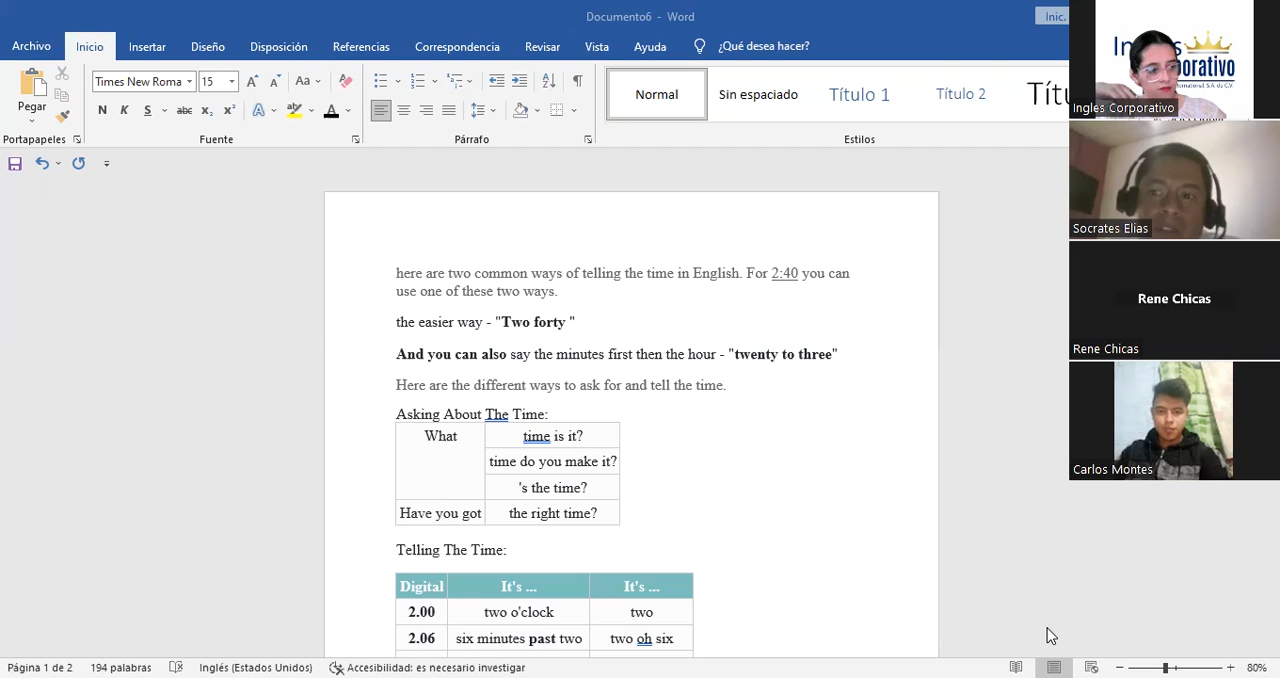 Documento6 - Word
Inic.
Archivo
Inicio
Insertar
Diseño
Disposición
Referencias
Correspondencia
Revisar
Vista
Ayuda
¿Qué desea hacer?
Pegar
Times New Roma
15
Aa
N K S abc x₂ x² A A
Normal
Sin espaciado
Título 1
Título 2
Títu
Portapapeles
Fuente
Párrafo
Estilos
here are two common ways of telling the time in English. For 2:40 you can
use one of these two ways.
the easier way - "Two forty "
And you can also say the minutes first then the hour - "twenty to three"
Here are the different ways to ask for and tell the time.
Asking About The Time:
What time is it?
time do you make it?
's the time?
Have you got the right time?
Telling The Time:
Digital It's ... It's ...
2.00 two o'clock two
2.06 six minutes past two two oh six
Página 1 de 2
194 palabras
Inglés (Estados Unidos)
Accesibilidad: es necesario investigar
80%
Ingles Corporativo
Socrates Elias
Rene Chicas
Rene Chicas
Carlos Montes